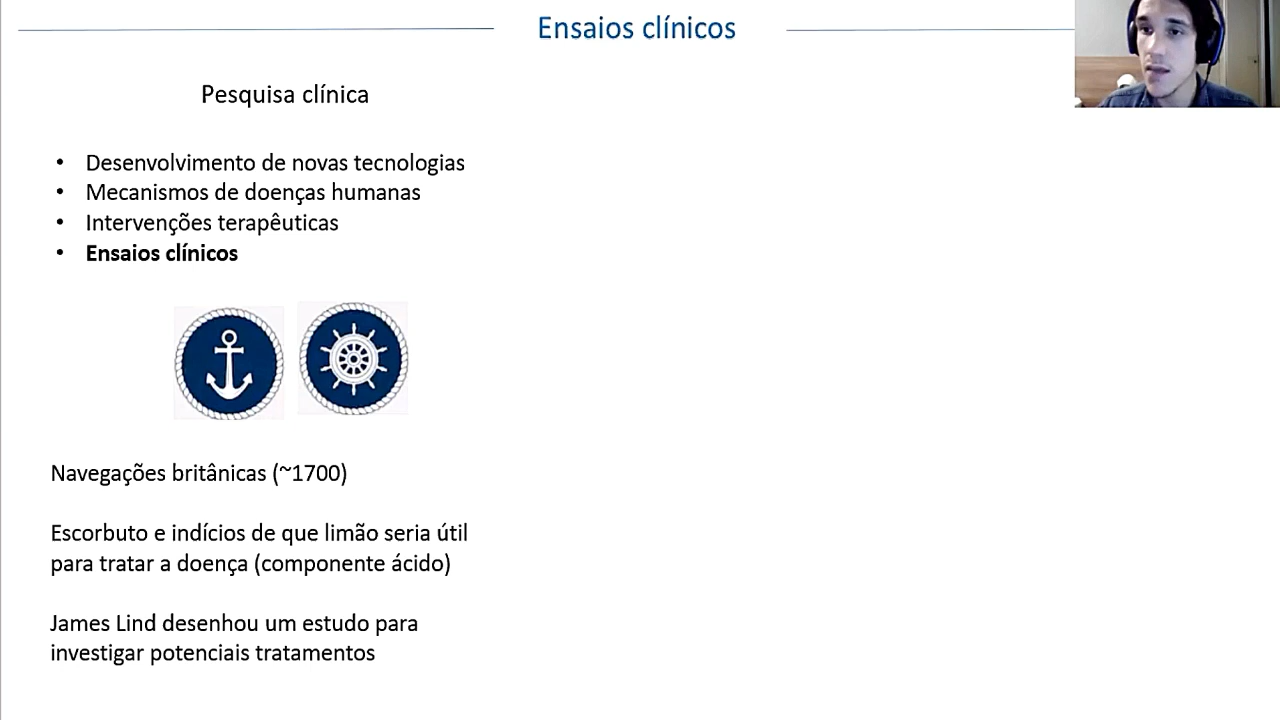 Ensaios clínicos
Pesquisa clínica
• Desenvolvimento de novas tecnologias
• Mecanismos de doenças humanas
• Intervenções terapêuticas
• Ensaios clínicos
Navegações britânicas (~1700)
Escorbuto e indícios de que limão seria útil
para tratar a doença (componente ácido)
James Lind desenhou um estudo para
investigar potenciais tratamentos